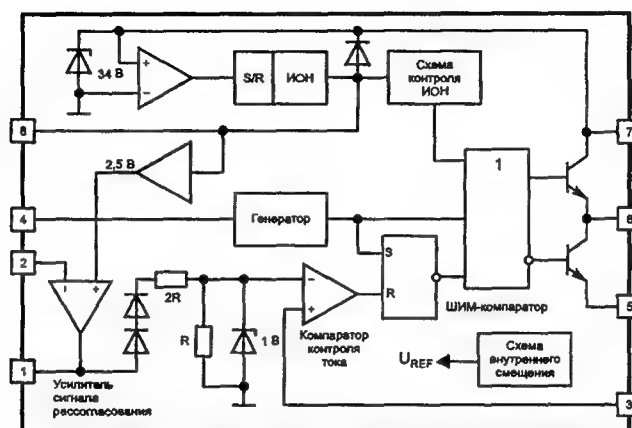 34 В
S/R
ИОН
Схема
контроля
ИОН
8
7
2,5 В
1
4
Генератор
6
2
S
R
2R
ШИМ-компаратор
5
R
1 В
Компаратор
контроля
тока
U_REF
Схема
внутреннего
смещения
1
Усилитель
сигнала
рассогласования
3